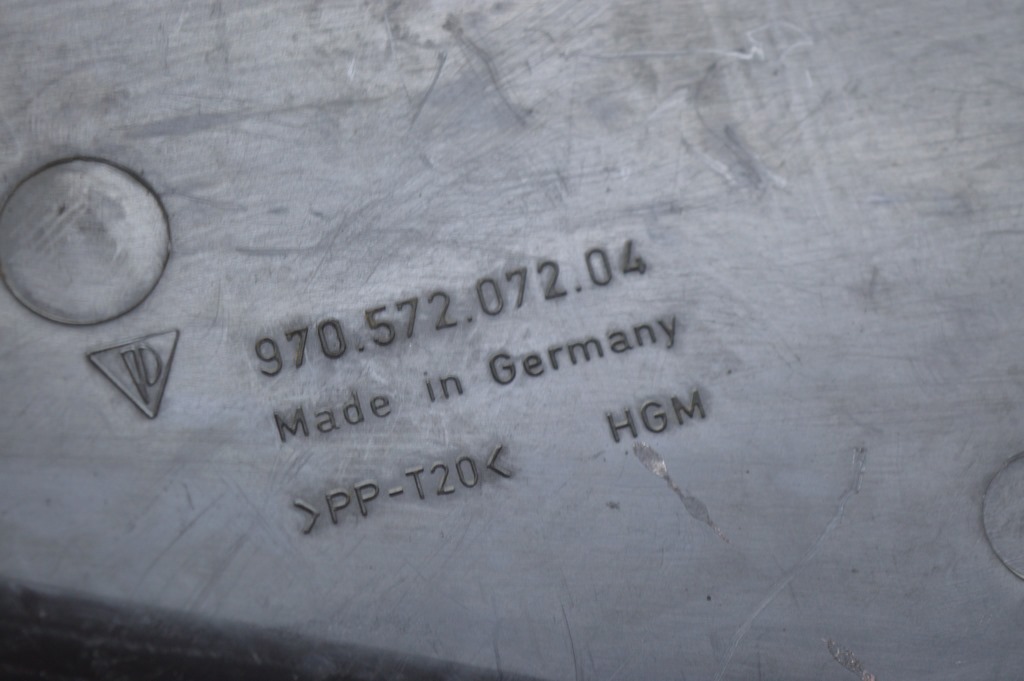 970.572.072.04
Made in Germany
HGM
>PP-T20<